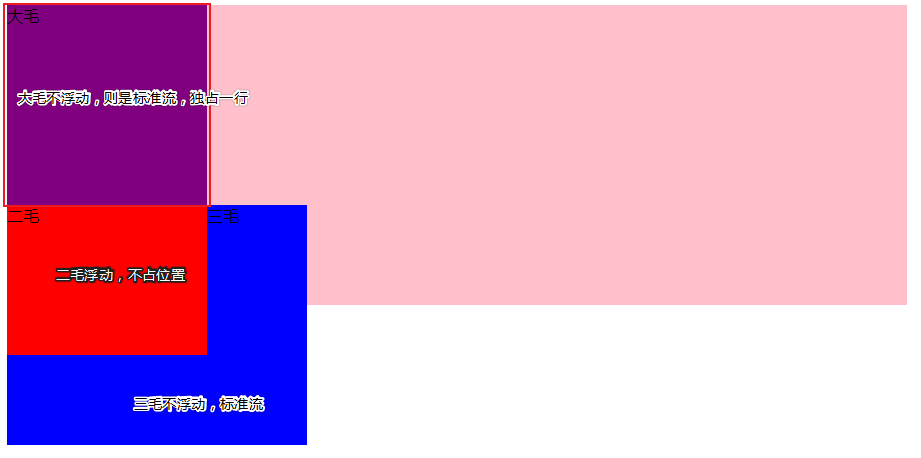 大毛
大毛不浮动，则是标准流，独占一行
二毛
三毛
二毛浮动，不占位置
三毛不浮动，标准流